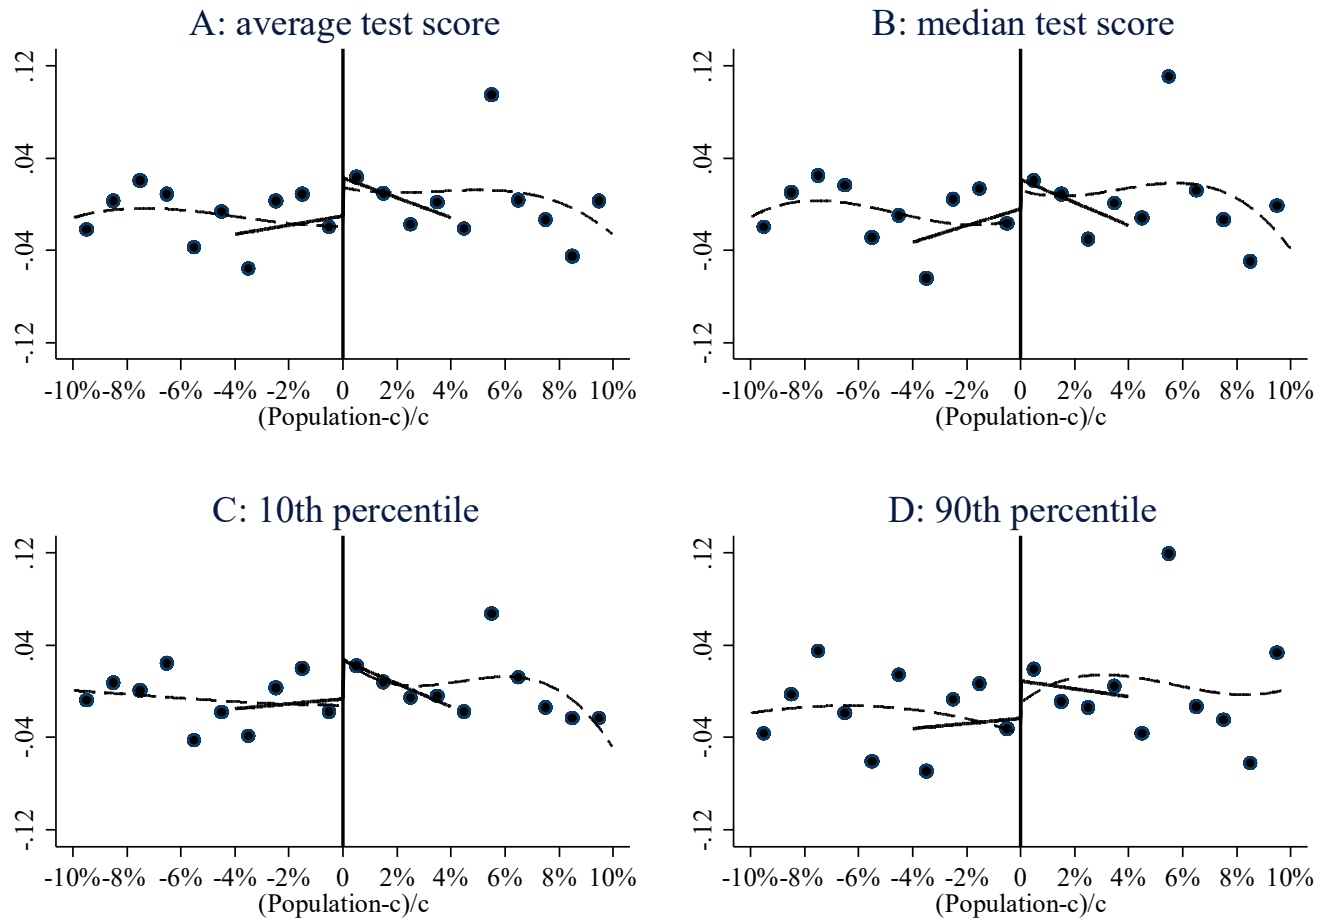 A: average test score
.12
.04
-.04
-.12
-10% -8% -6% -4% -2% 0 2% 4% 6% 8% 10%
(Population-c)/c
B: median test score
.12
.04
-.04
-.12
-10% -8% -6% -4% -2% 0 2% 4% 6% 8% 10%
(Population-c)/c
C: 10th percentile
.12
.04
-.04
-.12
-10% -8% -6% -4% -2% 0 2% 4% 6% 8% 10%
(Population-c)/c
D: 90th percentile
.12
.04
-.04
-.12
-10% -8% -6% -4% -2% 0 2% 4% 6% 8% 10%
(Population-c)/c